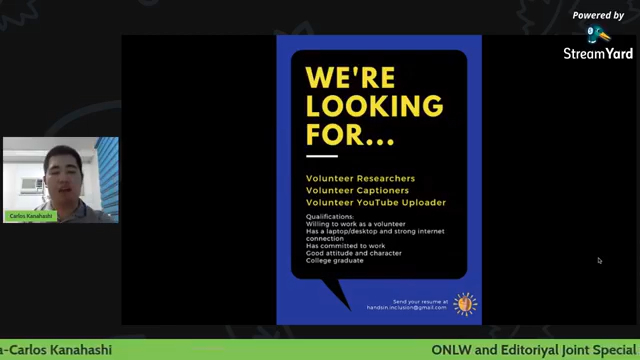 Powered by
StreamYard
WE'RE
LOOKING
FOR...
Volunteer Researchers
Volunteer Captioners
Volunteer YouTube Uploader
Qualifications:
Willing to work as a volunteer
Has a laptop/desktop and strong internet
connection
Has committed to work
Good attitude and character
College graduate
Send your resume at
handsin.inclusion@gmail.com
Carlos Kanahashi
a-Carlos Kanahashi
ONLW and Editoriyal Joint Special